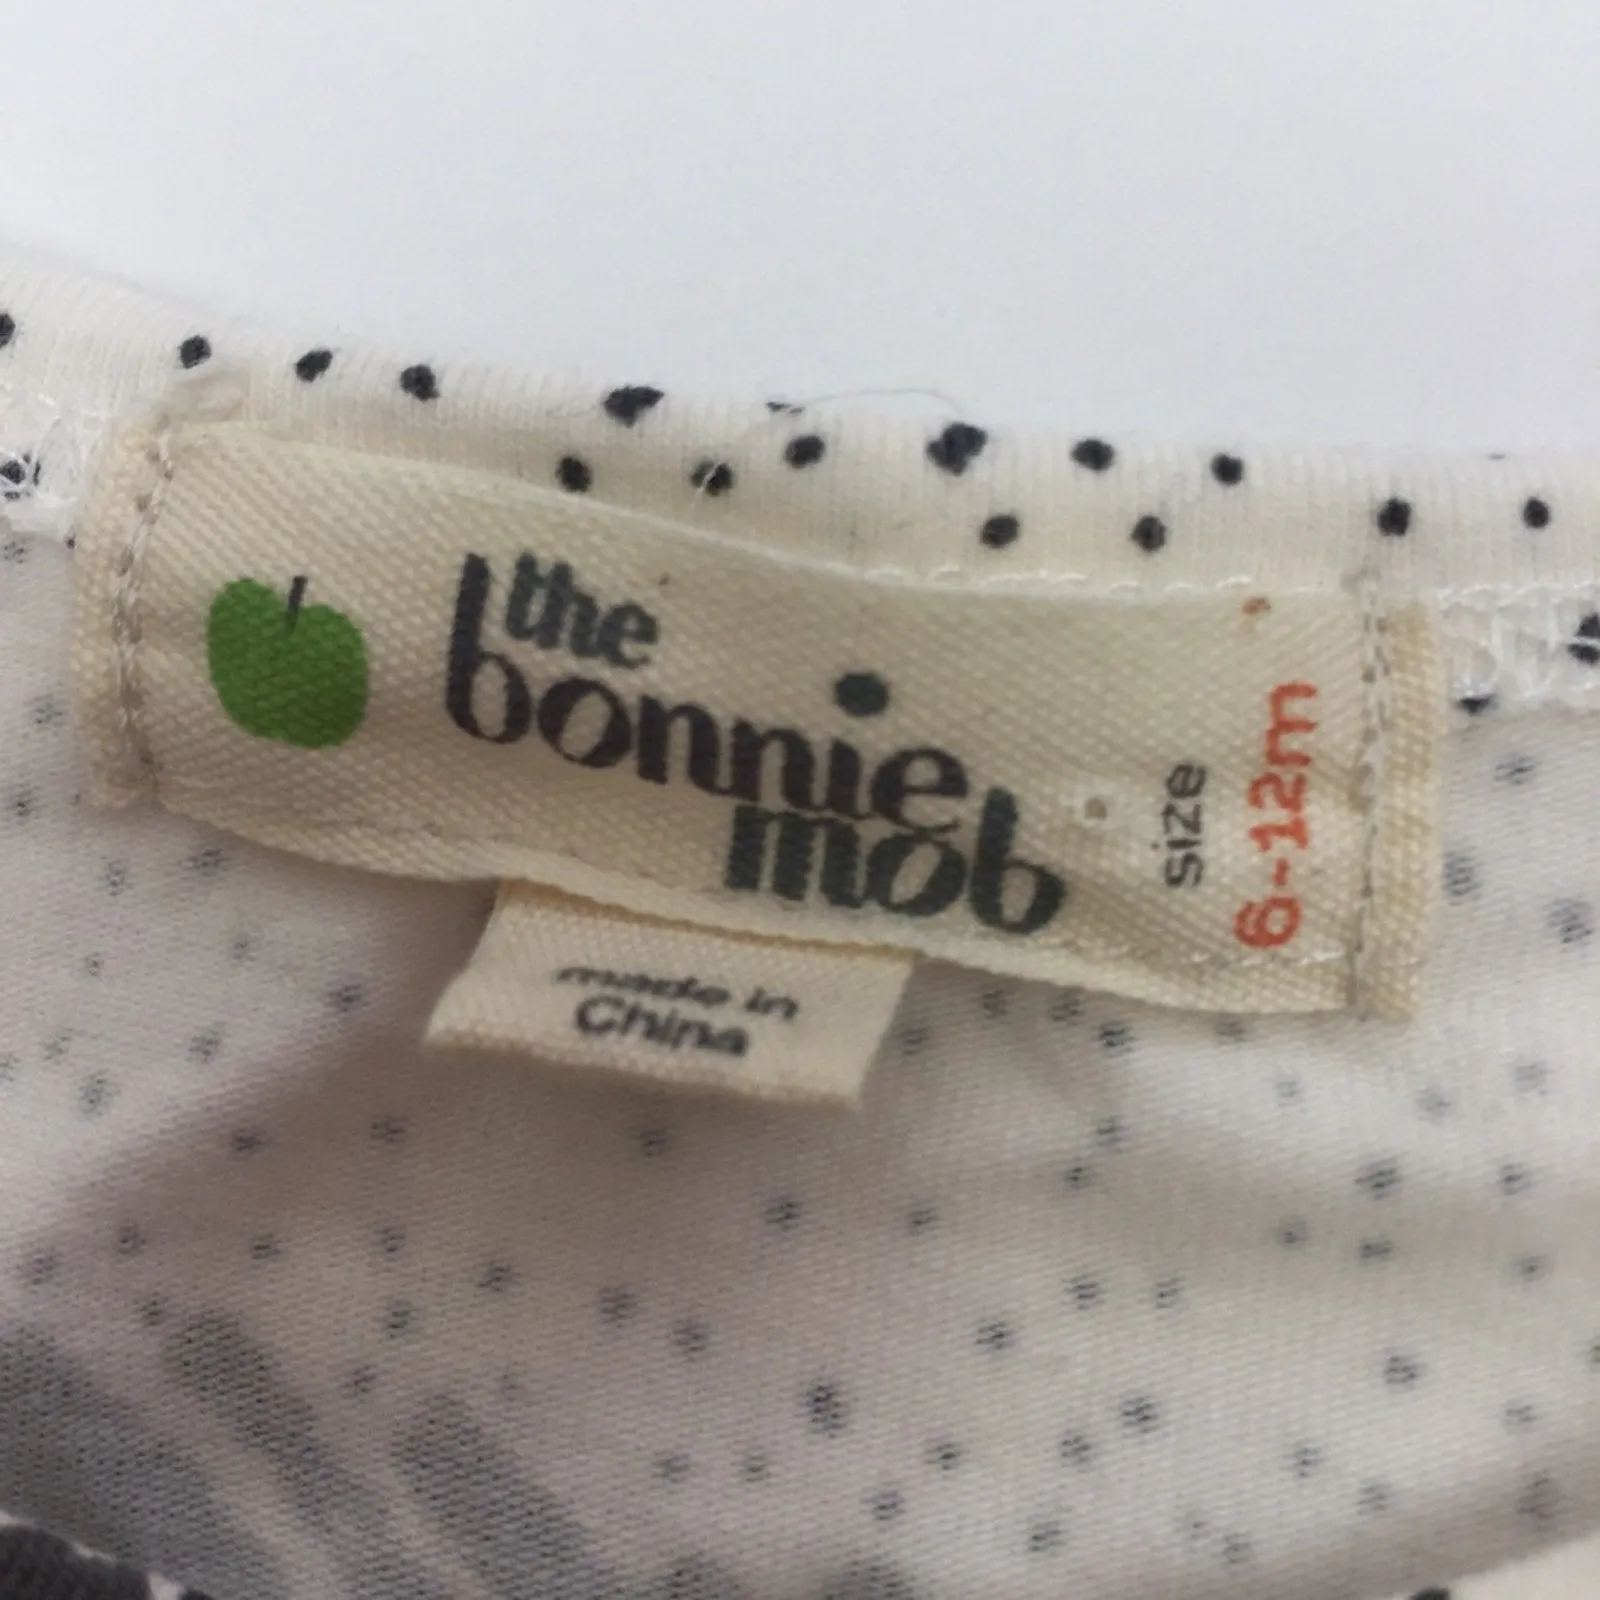 the
bonnie
mob
size
6-12m
made in
China